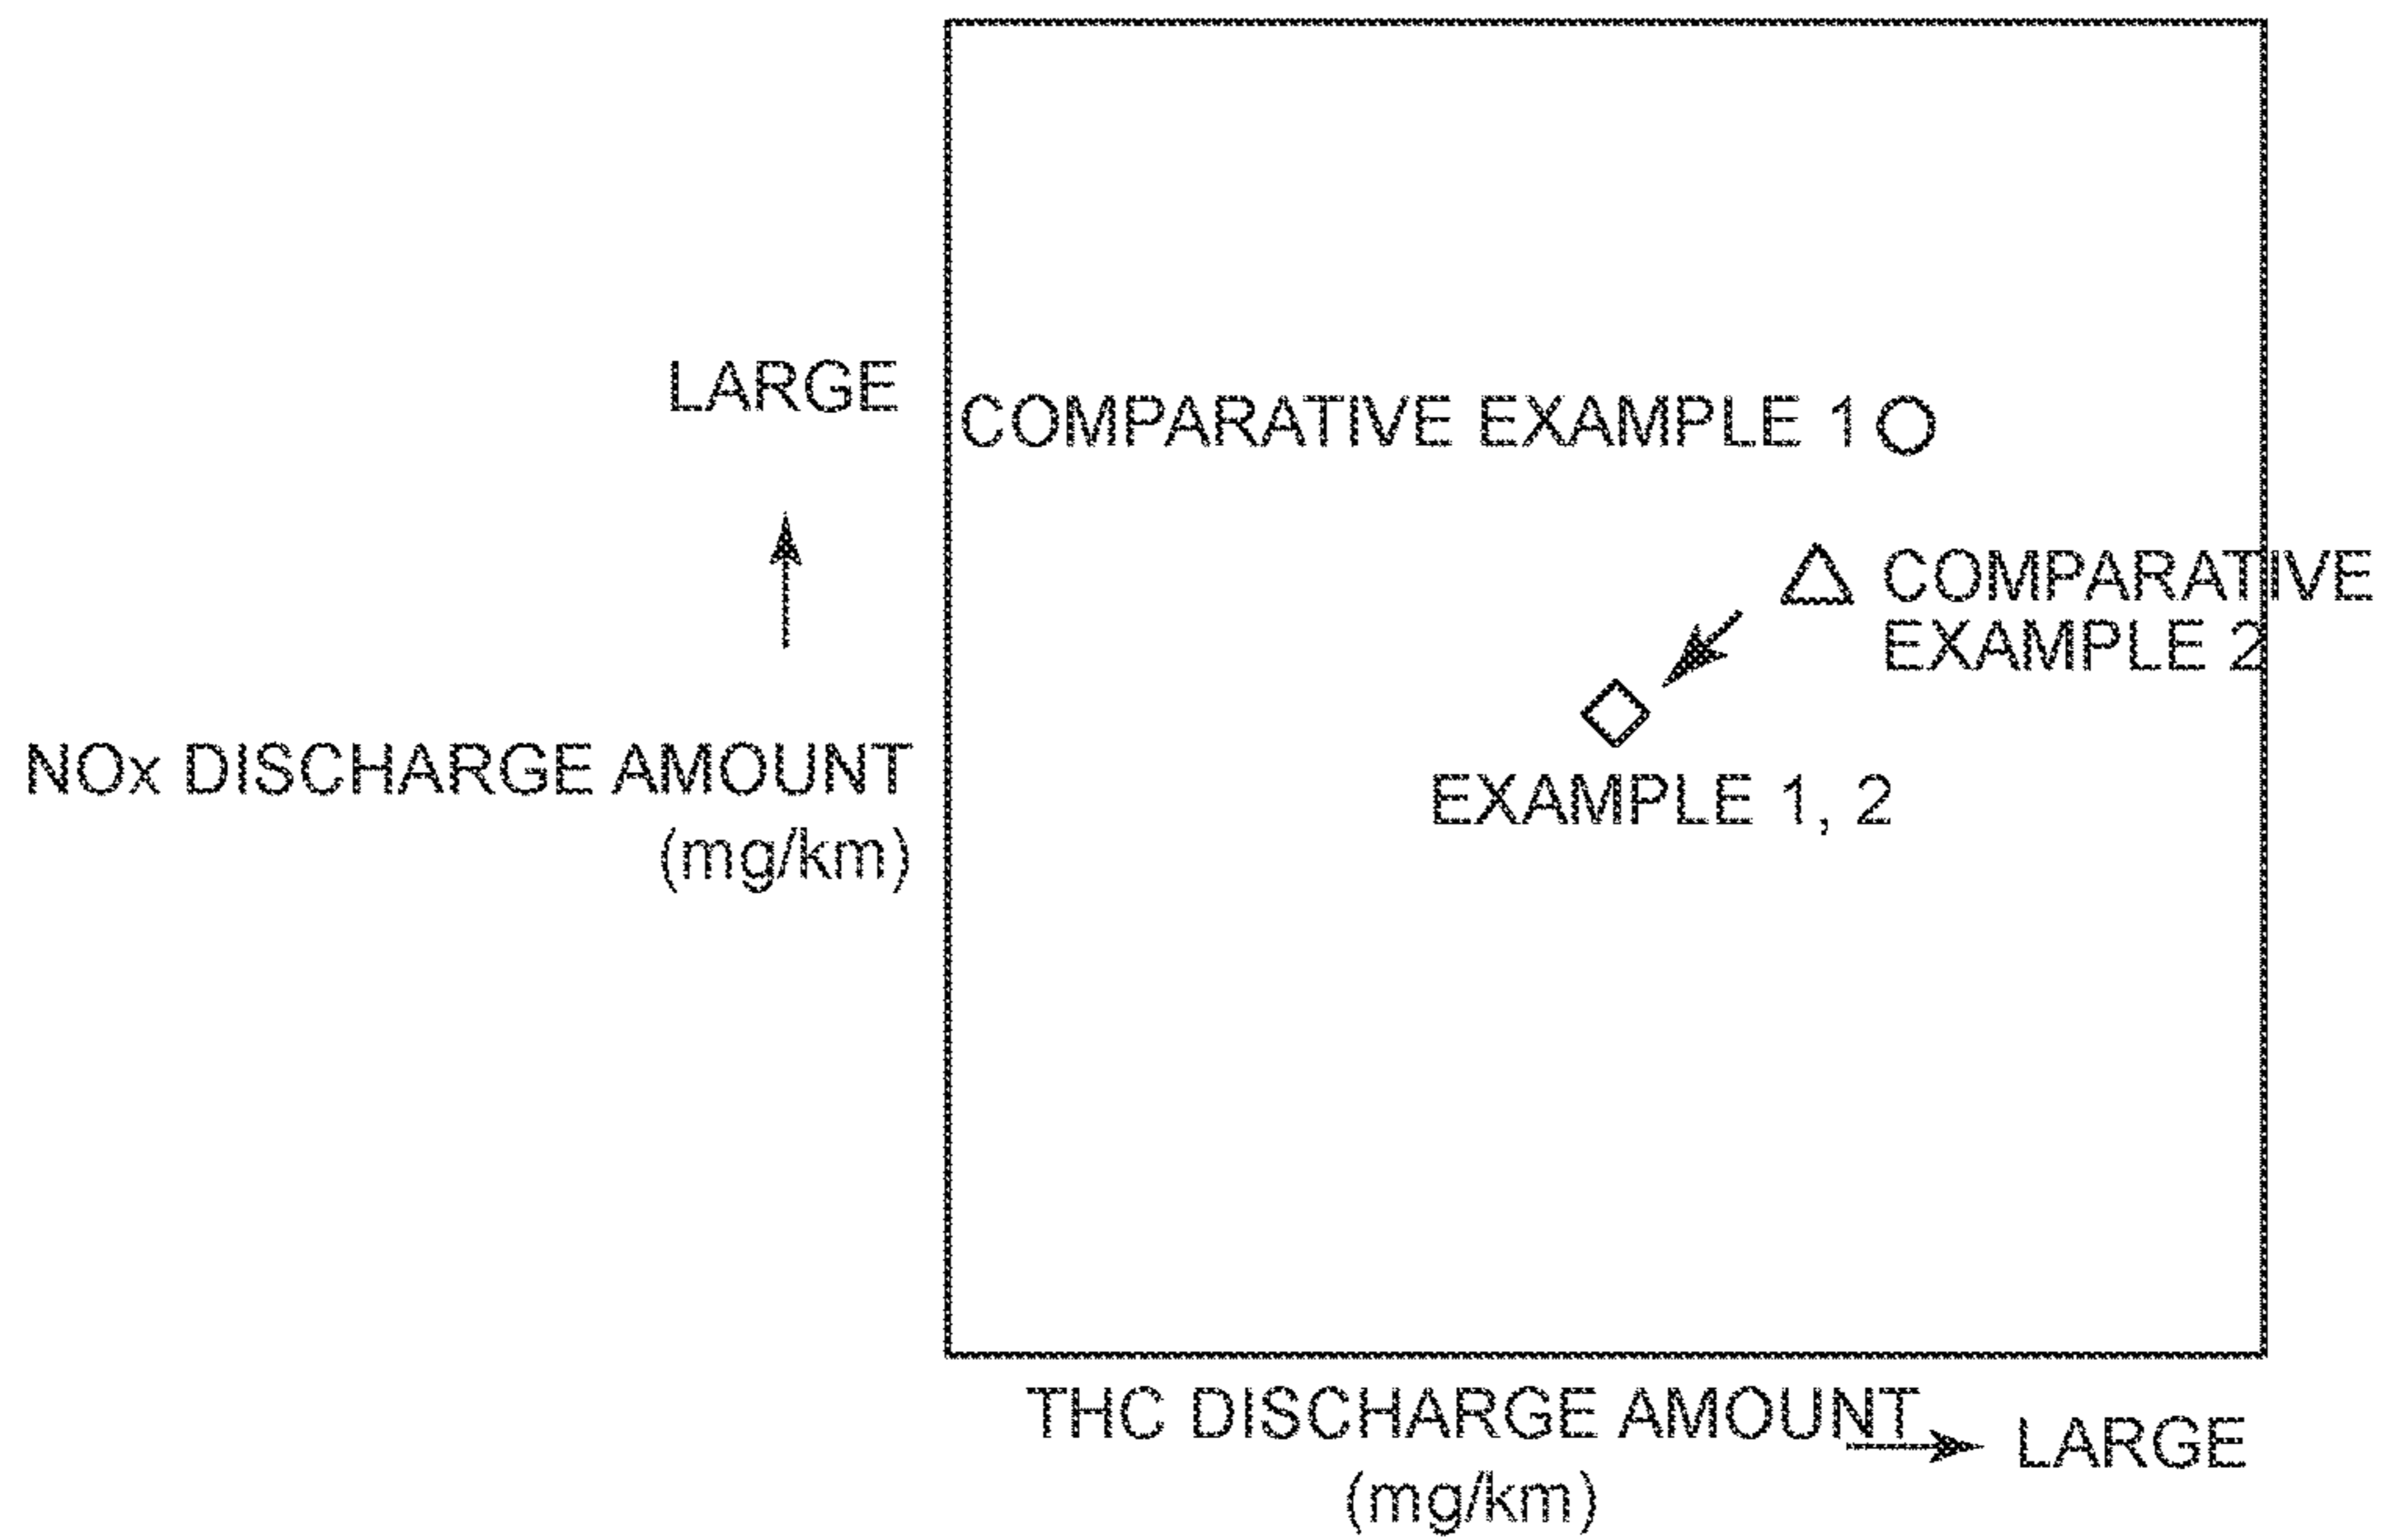 LARGE
COMPARATIVE EXAMPLE 1
COMPARATIVE
EXAMPLE 2
NOx DISCHARGE AMOUNT
(mg/km)
EXAMPLE 1, 2
THC DISCHARGE AMOUNT
LARGE
(mg/km)